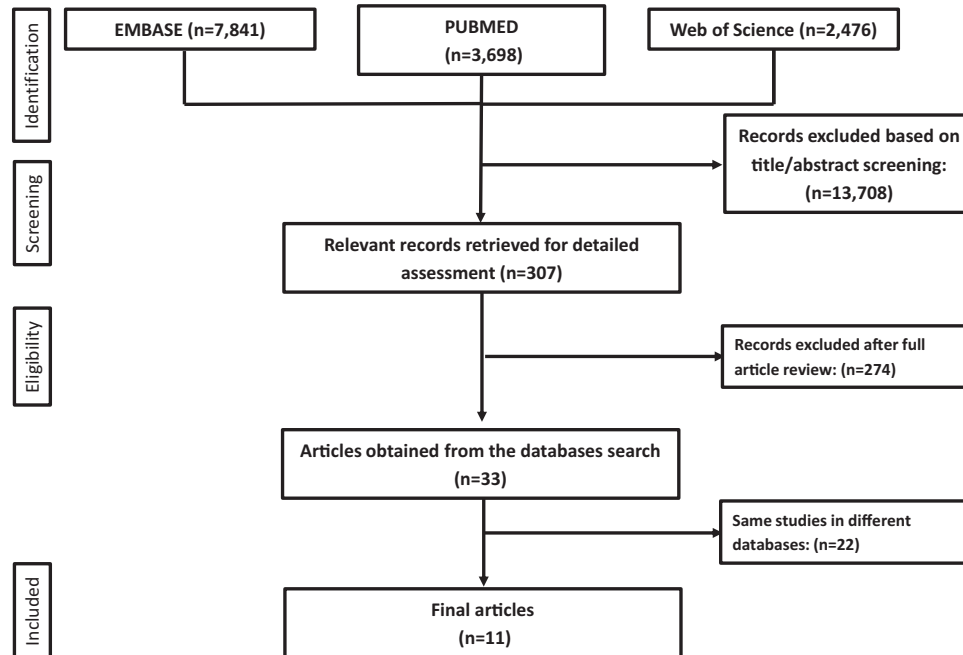 Identification
EMBASE (n=7,841)
PUBMED
(n=3,698)
Web of Science (n=2,476)
Records excluded based on
title/abstract screening:
(n=13,708)
Screening
Relevant records retrieved for detailed
assessment (n=307)
Eligibility
Records excluded after full
article review: (n=274)
Articles obtained from the databases search
(n=33)
Same studies in different
databases: (n=22)
Included
Final articles
(n=11)